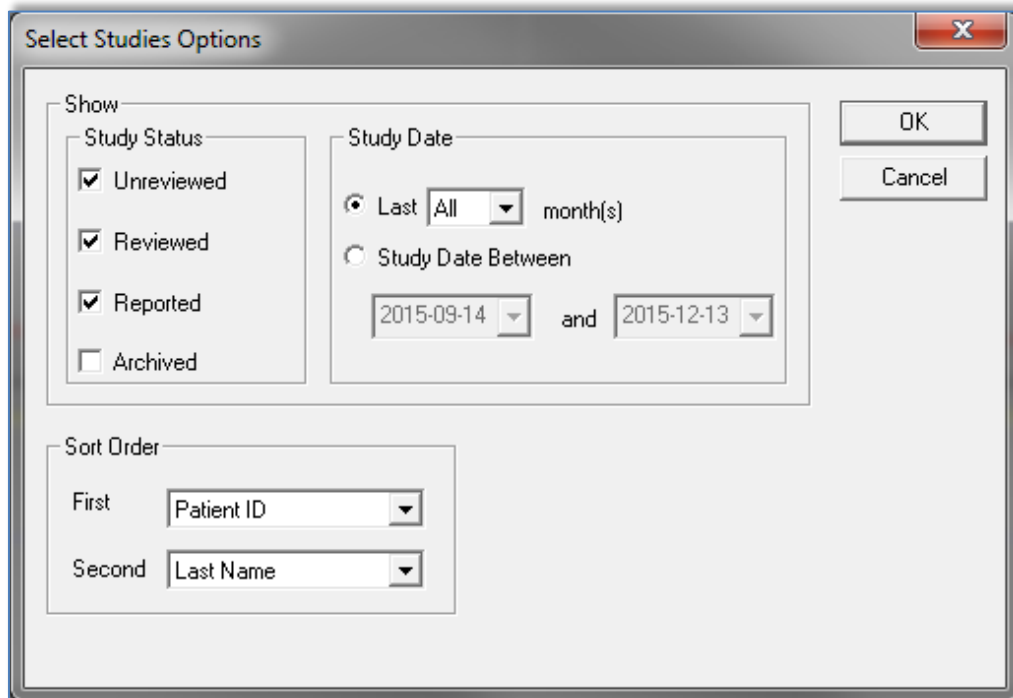 Select Studies Options
Show
Study Status
Unreviewed
Reviewed
Reported
Archived
Study Date
Last All month(s)
Study Date Between
2015-09-14 and 2015-12-13
OK
Cancel
Sort Order
First Patient ID
Second Last Name